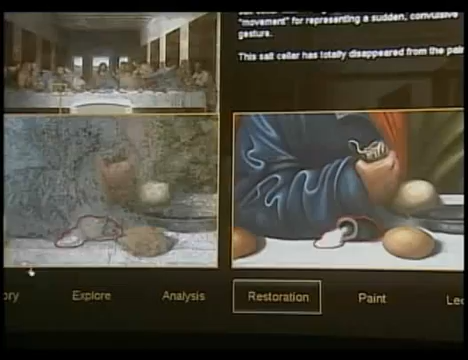 "movement" for representing a sudden, convulsive
gesture.
This salt cellar has totally disappeared from the
Explore
Analysis
Restoration
Paint